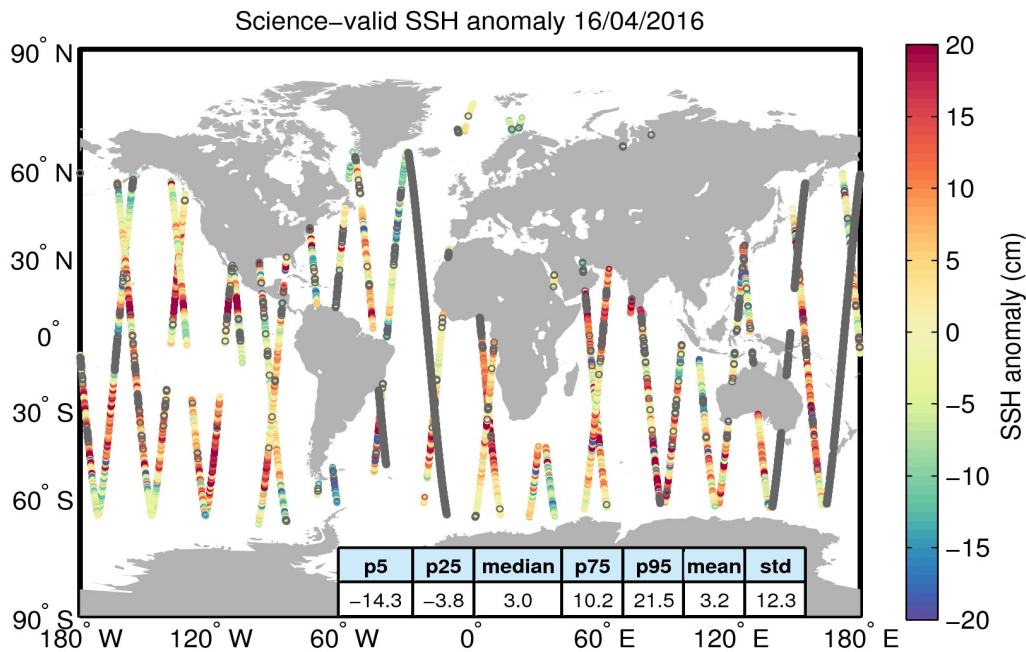 Science−valid SSH anomaly 16/04/2016
90° N
60° N
30° N
0°
30° S
60° S
90° S
180° W
120° W
60° W
0°
60° E
120° E
180° E
p5 p25 median p75 p95 mean std
−14.3 −3.8 3.0 10.2 21.5 3.2 12.3
20
15
10
5
0
−5
−10
−15
−20
SSH anomaly (cm)